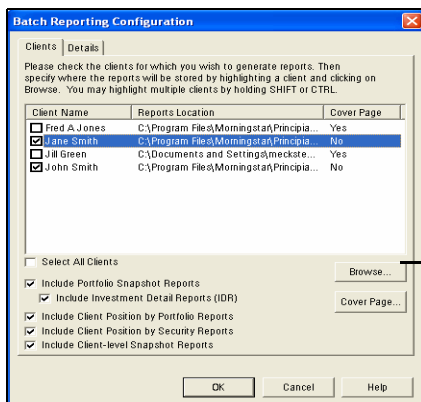 Batch Reporting Configuration
Clients Details
Please check the clients for which you wish to generate reports. Then
specify where the reports will be stored by highlighting a client and clicking on
Browse. You may highlight multiple clients by holding SHIFT or CTRL.
Client Name Reports Location Cover Page
Fred A Jones C:\Program Files\Morningstar\Principia... Yes
Jane Smith C:\Program Files\Morningstar\Principia... No
Jill Green C:\Documents and Settings\meckste... Yes
John Smith C:\Program Files\Morningstar\Principia... No
Select All Clients
Browse...
Include Portfolio Snapshot Reports
Include Investment Detail Reports (IDR)
Cover Page...
Include Client Position by Portfolio Reports
Include Client Position by Security Reports
Include Client-level Snapshot Reports
OK Cancel Help